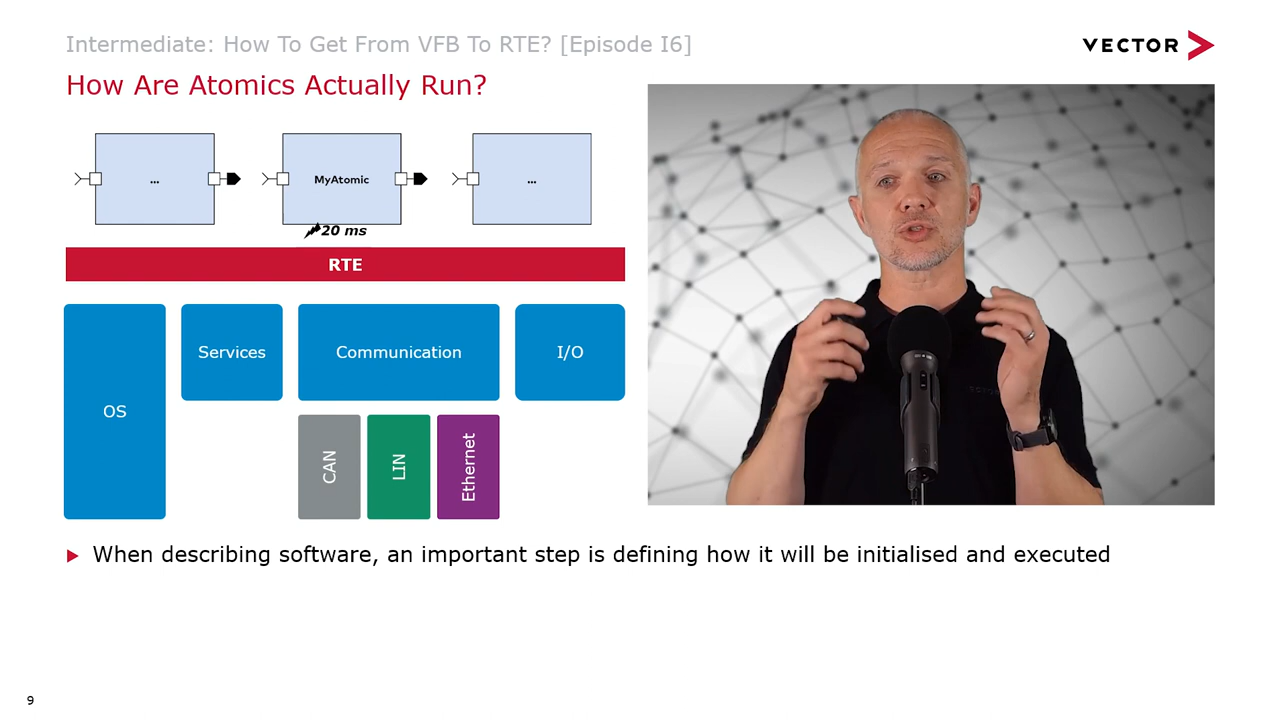 Intermediate: How To Get From VFB To RTE? [Episode I6]
VECTOR
How Are Atomics Actually Run?
...
MyAtomic
...
20 ms
RTE
OS
Services
Communication
I/O
CAN
LIN
Ethernet
When describing software, an important step is defining how it will be initialised and executed
9